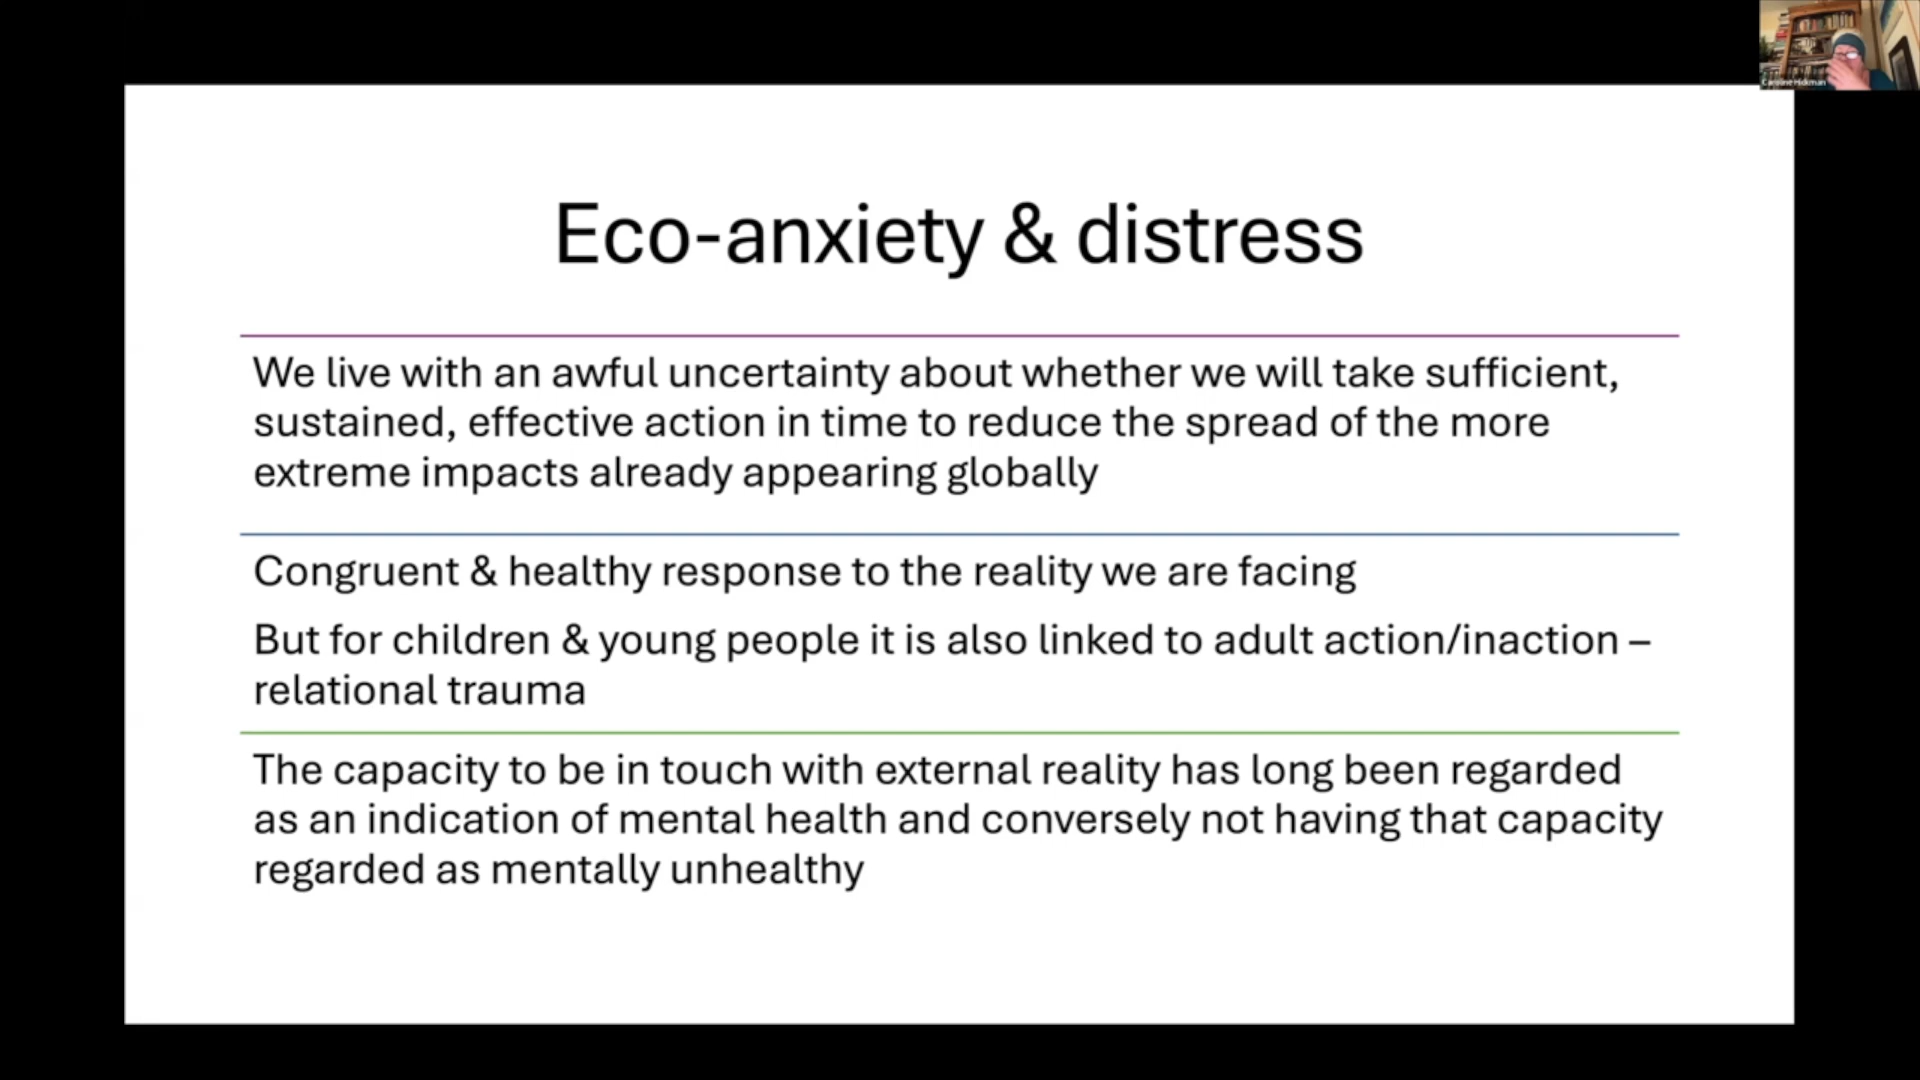 Caroline Hickman
Eco-anxiety & distress
We live with an awful uncertainty about whether we will take sufficient,
sustained, effective action in time to reduce the spread of the more
extreme impacts already appearing globally
Congruent & healthy response to the reality we are facing
But for children & young people it is also linked to adult action/inaction –
relational trauma
The capacity to be in touch with external reality has long been regarded
as an indication of mental health and conversely not having that capacity
regarded as mentally unhealthy